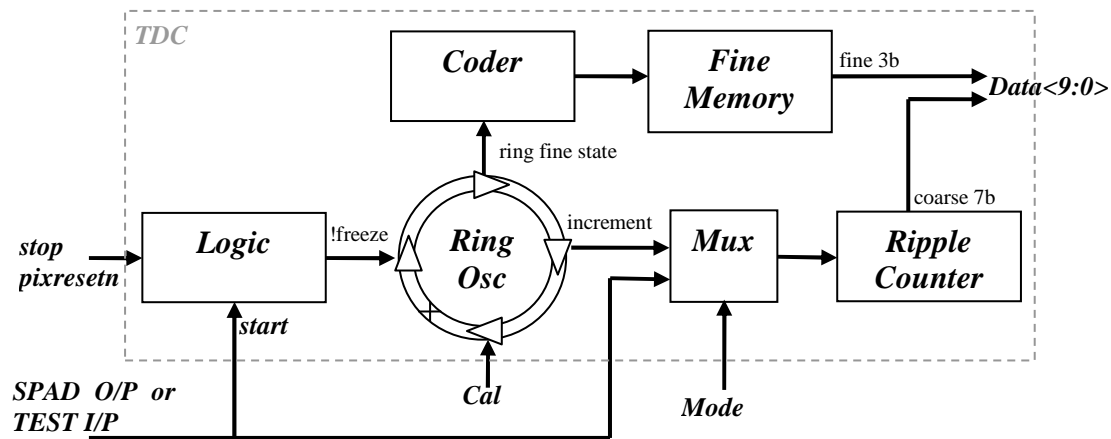 TDC
Coder
Fine
Memory
fine 3b
Data<9:0>
ring fine state
coarse 7b
stop
pixresetn
Logic
!freeze
Ring
Osc
increment
Mux
Ripple
Counter
start
SPAD O/P or
TEST I/P
Cal
Mode